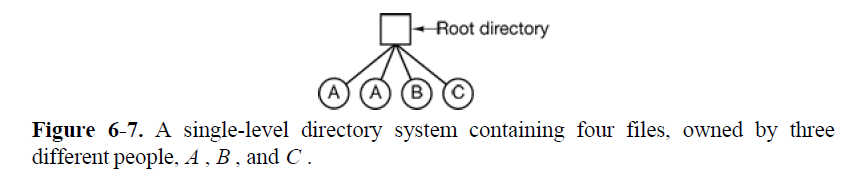 Root directory
A A B C
Figure 6-7. A single-level directory system containing four files, owned by three
different people, A , B , and C .